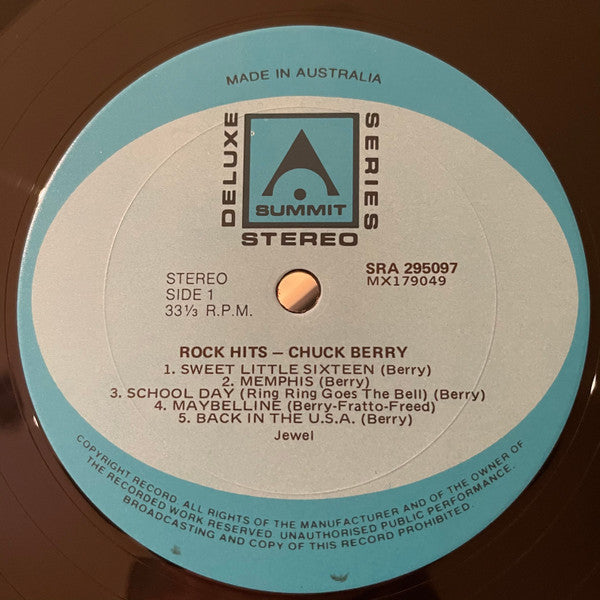 MADE IN AUSTRALIA
DELUXE
SERIES
SUMMIT
STEREO
SRA 295097
MX179049
STEREO
SIDE 1
33⅓ R.P.M.
ROCK HITS – CHUCK BERRY
1. SWEET LITTLE SIXTEEN (Berry)
2. MEMPHIS (Berry)
3. SCHOOL DAY (Ring Ring Goes The Bell) (Berry)
4. MAYBELLINE (Berry-Fratto-Freed)
5. BACK IN THE U.S.A. (Berry)
Jewel
COPYRIGHT RECORD. ALL RIGHTS OF THE MANUFACTURER AND OF THE OWNER OF
THE RECORDED WORK RESERVED. UNAUTHORISED PUBLIC PERFORMANCE.
BROADCASTING AND COPY OF THIS RECORD PROHIBITED.